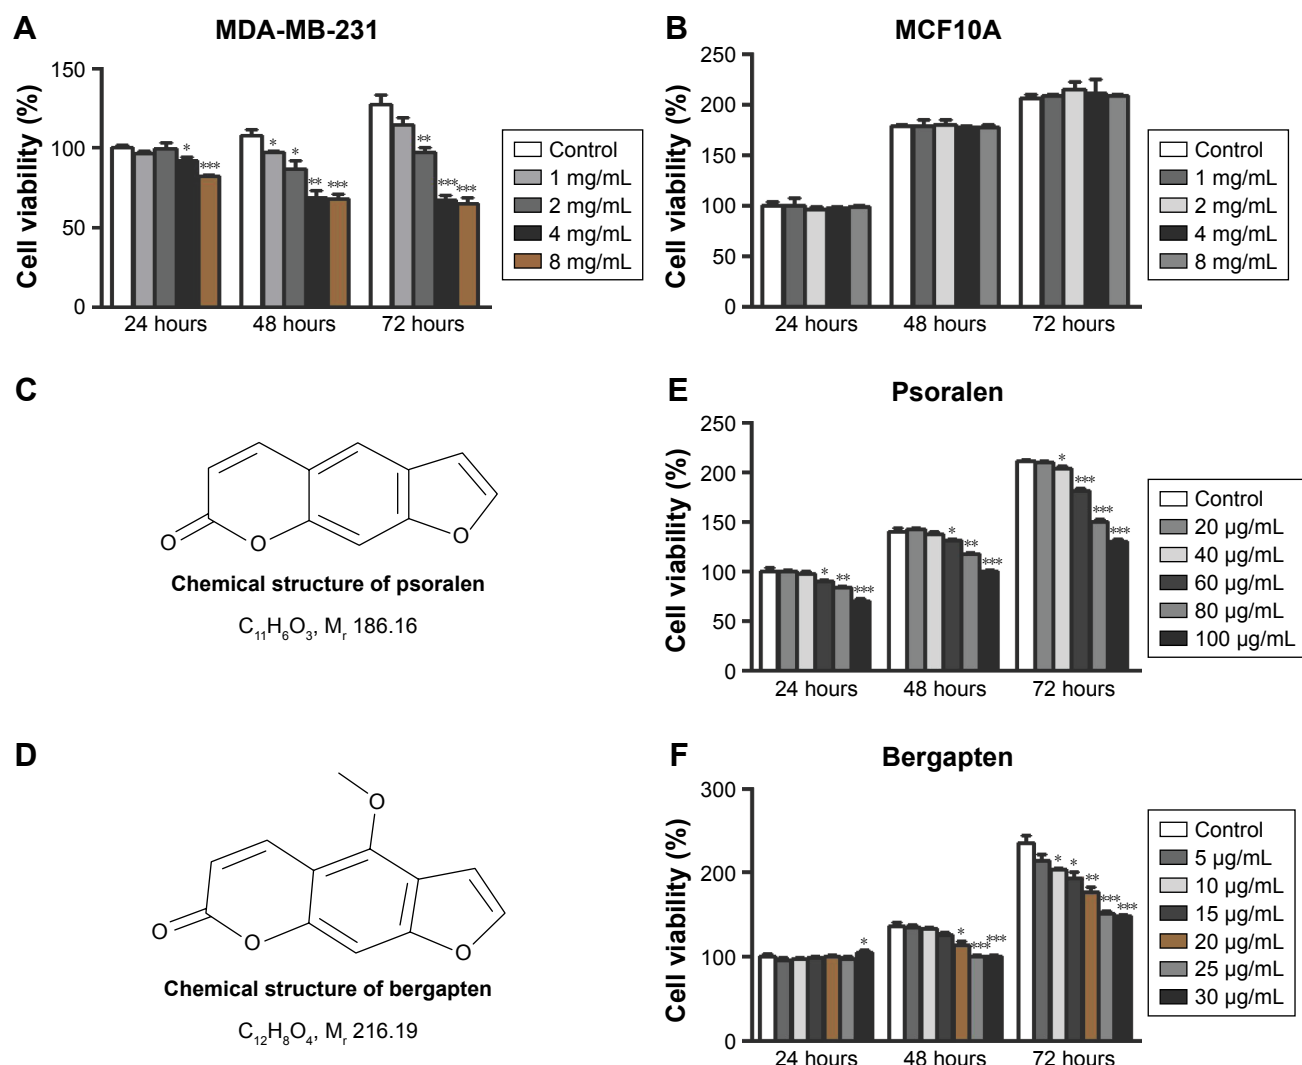 A
MDA-MB-231
Cell viability (%)
150
100
50
0
* *** * * ** *** ** *** ***
24 hours 48 hours 72 hours
Control
1 mg/mL
2 mg/mL
4 mg/mL
8 mg/mL
B
MCF10A
Cell viability (%)
250
200
150
100
50
0
24 hours 48 hours 72 hours
Control
1 mg/mL
2 mg/mL
4 mg/mL
8 mg/mL
C
O O O
Chemical structure of psoralen
C₁₁H₆O₃, Mᵣ 186.16
E
Psoralen
Cell viability (%)
250
200
150
100
50
0
* ** *** * ** *** * *** *** ***
24 hours 48 hours 72 hours
Control
20 µg/mL
40 µg/mL
60 µg/mL
80 µg/mL
100 µg/mL
D
O
O O O
Chemical structure of bergapten
C₁₂H₈O₄, Mᵣ 216.19
F
Bergapten
Cell viability (%)
300
200
100
0
* * *** *** * * ** *** ***
24 hours 48 hours 72 hours
Control
5 µg/mL
10 µg/mL
15 µg/mL
20 µg/mL
25 µg/mL
30 µg/mL